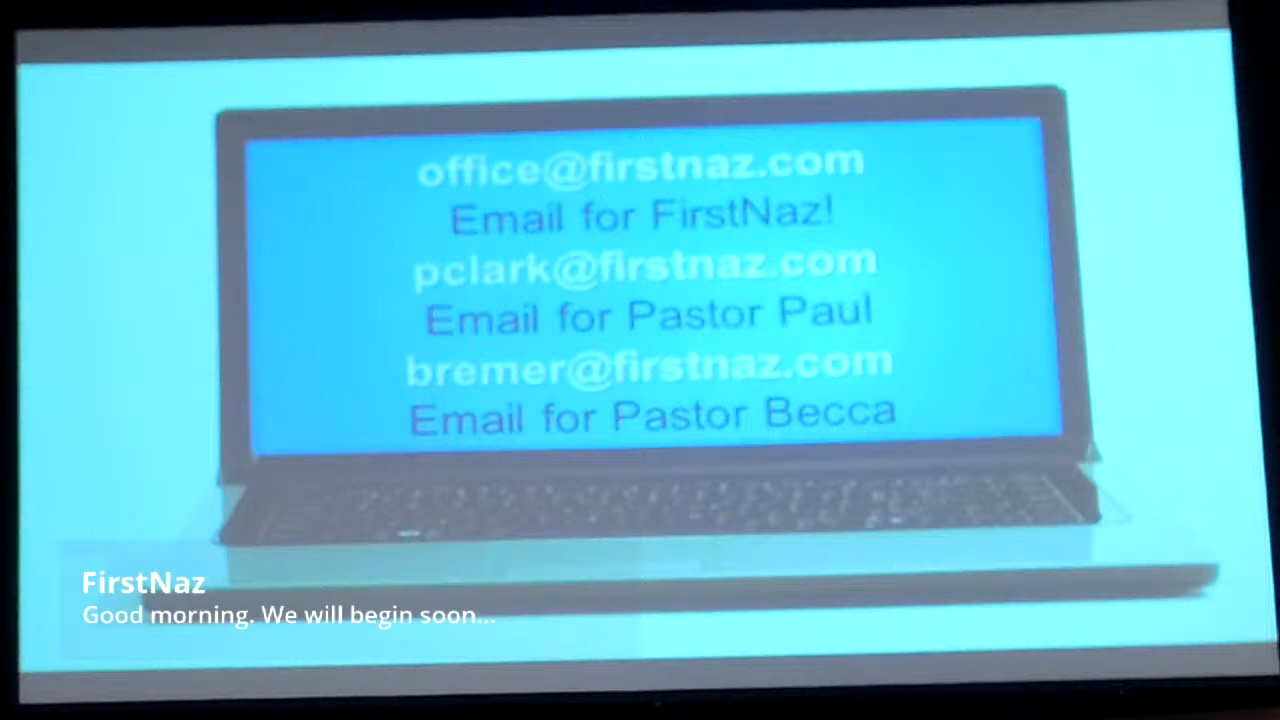 office@firstnaz.com
Email for FirstNaz!
pclark@firstnaz.com
Email for Pastor Paul
bremer@firstnaz.com
Email for Pastor Becca
FirstNaz
Good morning. We will begin soon...